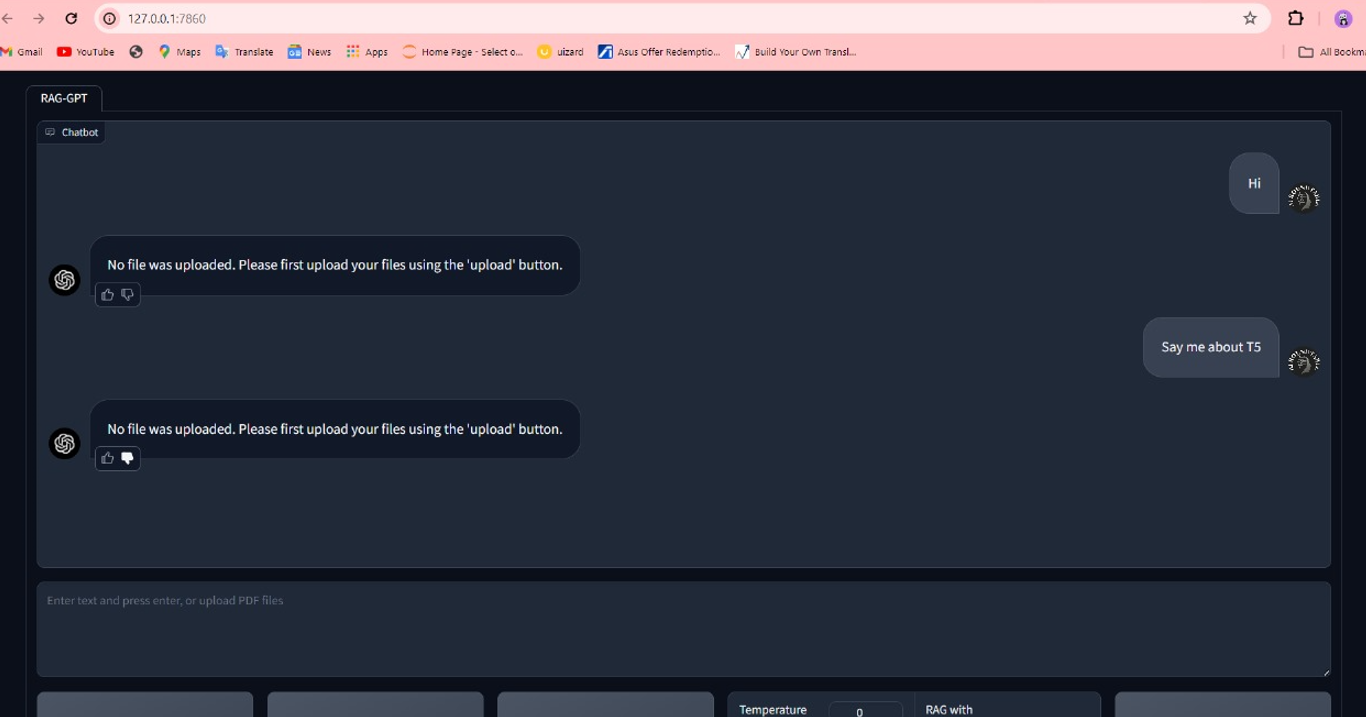 127.0.0.1:7860
Gmail YouTube Maps Translate News Apps Home Page - Select o... uizard Asus Offer Redemptio... Build Your Own Transl... All Bookma
RAG-GPT
Chatbot
Hi
No file was uploaded. Please first upload your files using the 'upload' button.
Say me about T5
No file was uploaded. Please first upload your files using the 'upload' button.
Enter text and press enter, or upload PDF files
Temperature 0 RAG with